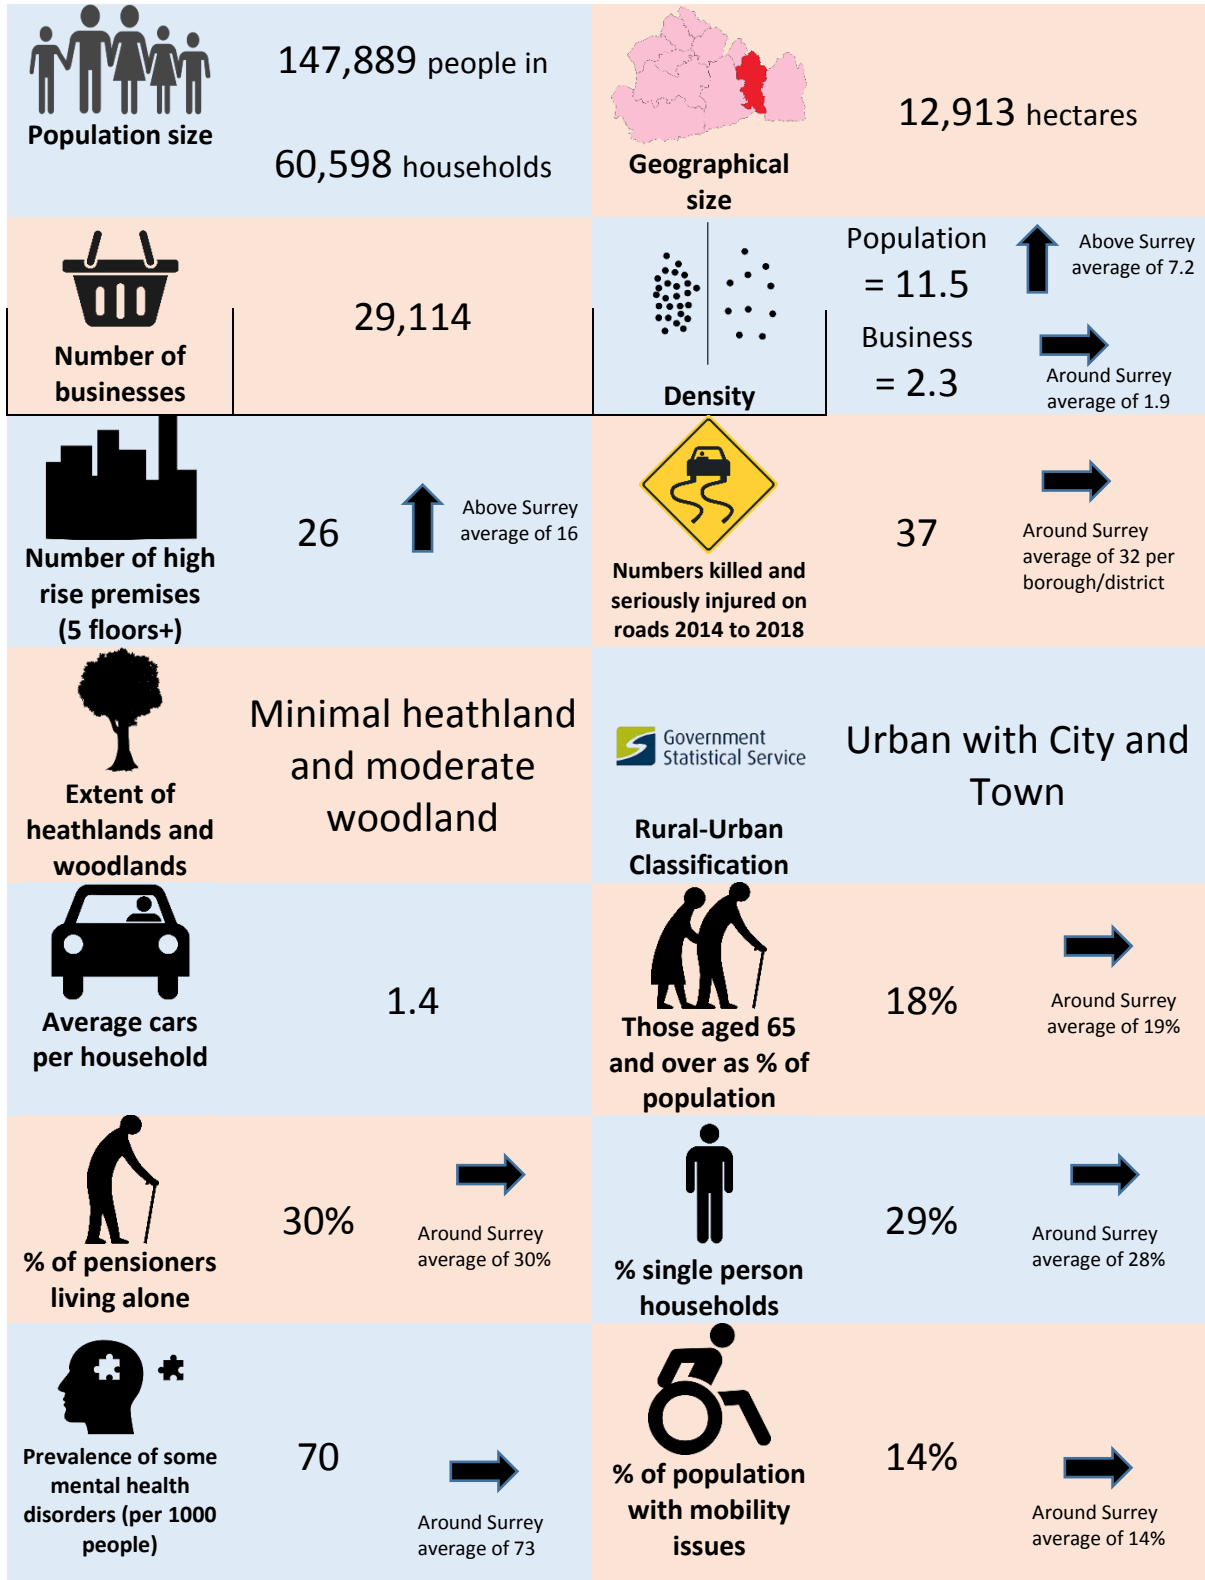 147,889 people in
60,598 households
Population size
12,913 hectares
Geographical
size
29,114
Number of
businesses
Population
= 11.5
Above Surrey
average of 7.2
Business
= 2.3
Around Surrey
average of 1.9
Density
26
Above Surrey
average of 16
Number of high
rise premises
(5 floors+)
37
Around Surrey
average of 32 per
borough/district
Numbers killed and
seriously injured on
roads 2014 to 2018
Minimal heathland
and moderate
woodland
Extent of
heathlands and
woodlands
Government
Statistical Service
Urban with City and
Town
Rural-Urban
Classification
1.4
Average cars
per household
18%
Around Surrey
average of 19%
Those aged 65
and over as % of
population
30%
Around Surrey
average of 30%
% of pensioners
living alone
29%
Around Surrey
average of 28%
% single person
households
70
Around Surrey
average of 73
Prevalence of some
mental health
disorders (per 1000
people)
14%
Around Surrey
average of 14%
% of population
with mobility
issues